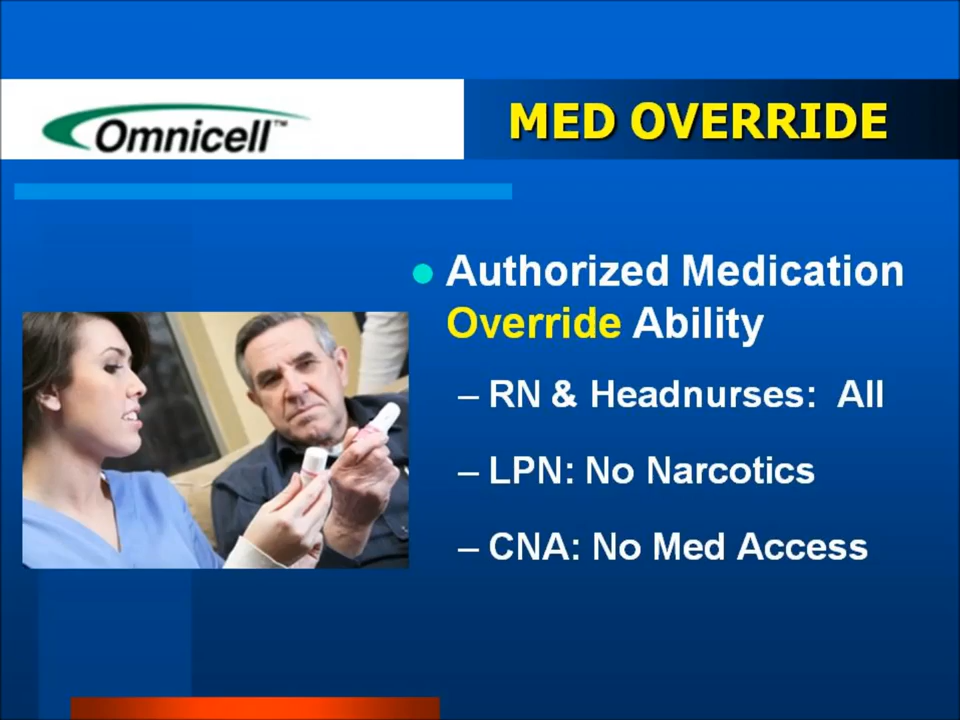 Omnicell™
MED OVERRIDE
Authorized Medication
Override Ability
– RN & Headnurses: All
– LPN: No Narcotics
– CNA: No Med Access